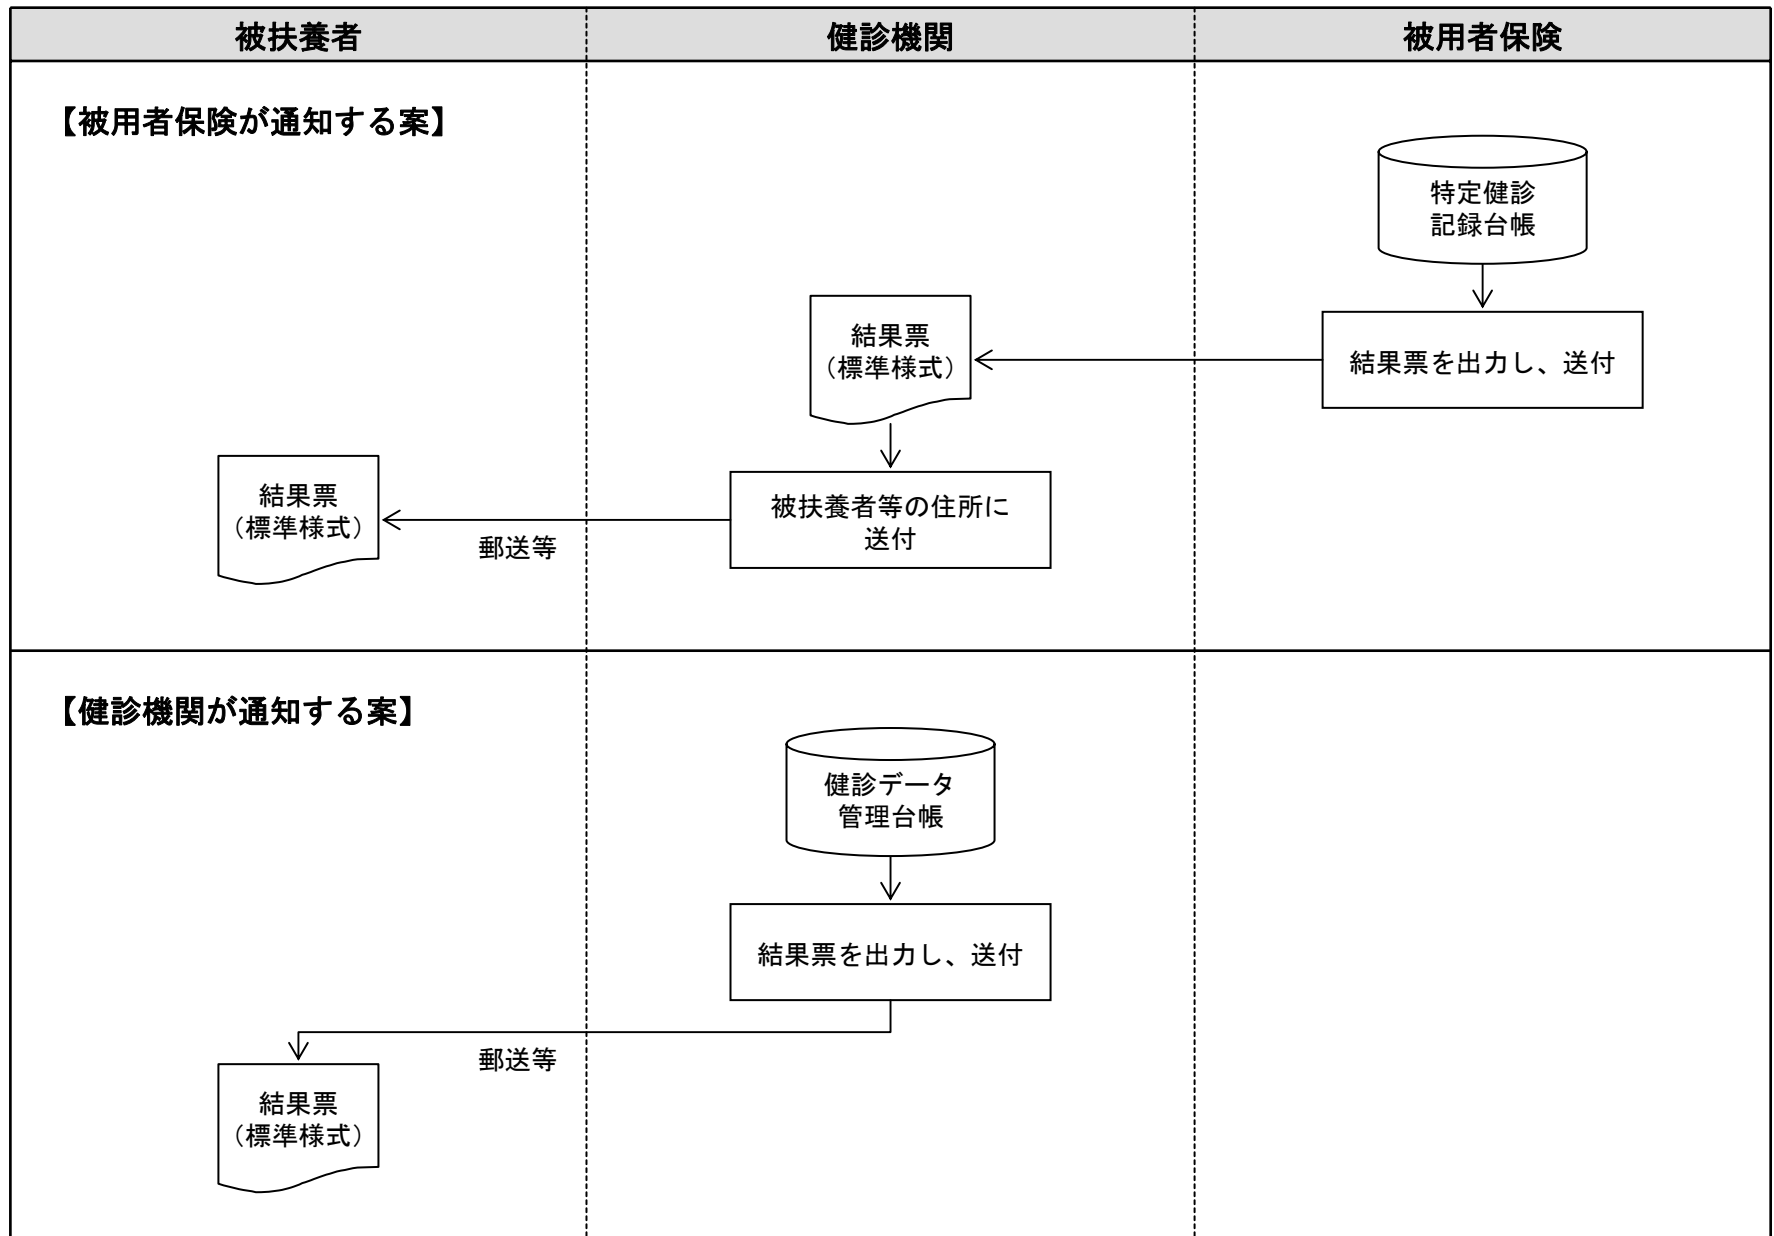 被扶養者
健診機関
被用者保険
【被用者保険が通知する案】
特定健診
記録台帳
結果票を出力し、送付
結果票
（標準様式）
被扶養者等の住所に
送付
郵送等
結果票
（標準様式）
【健診機関が通知する案】
健診データ
管理台帳
結果票を出力し、送付
郵送等
結果票
（標準様式）